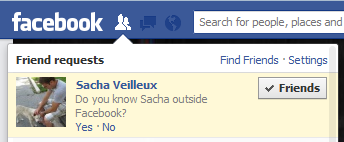 facebook Search for people, places and
Friend requests Find Friends · Settings
Sacha Veilleux
Do you know Sacha outside Friends
Facebook?
Yes · No